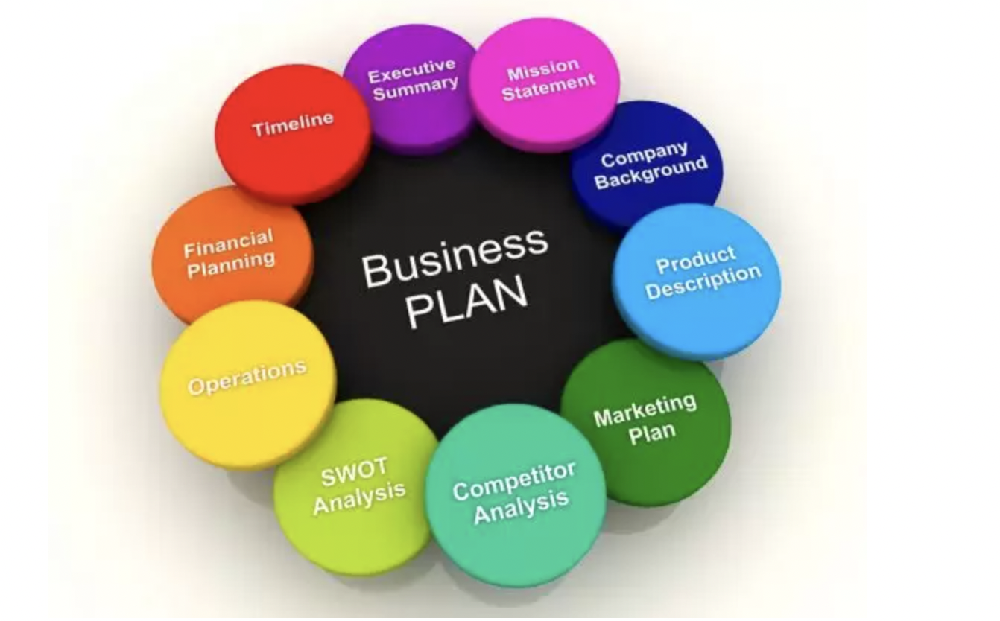 Business
PLAN
Executive
Summary
Mission
Statement
Company
Background
Product
Description
Marketing
Plan
Competitor
Analysis
SWOT
Analysis
Operations
Financial
Planning
Timeline